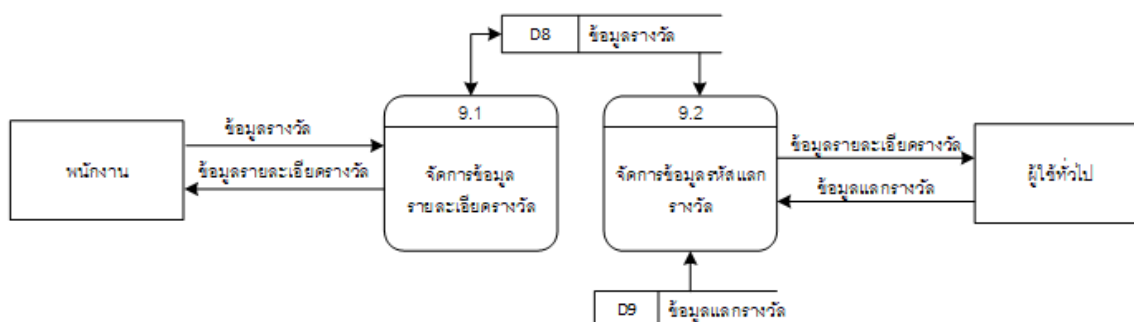 D8 ข้อมูลรางวัล
9.1
9.2
พนักงาน
ข้อมูลรางวัล
ข้อมูลรายละเอียดรางวัล
จัดการข้อมูล
รายละเอียดรางวัล
จัดการข้อมูลรหัสแลก
รางวัล
ข้อมูลรายละเอียดรางวัล
ข้อมูลแลกรางวัล
ผู้ใช้ทั่วไป
D9 ข้อมูลแลกรางวัล